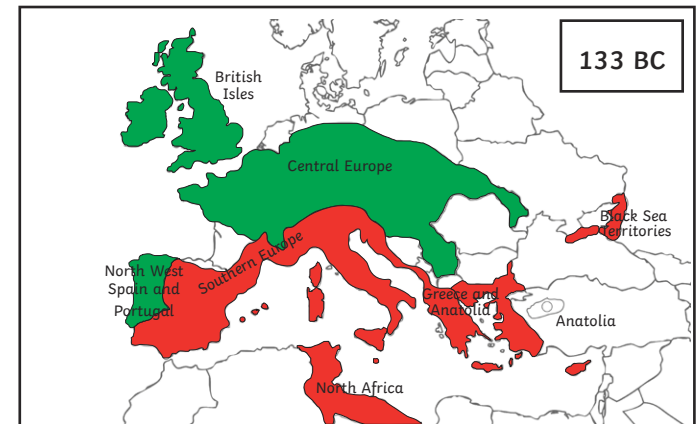 133 BC
British
Isles
Central Europe
Black Sea
Territories
Southern Europe
North West
Spain and
Portugal
Greece and
Anatolia
Anatolia
North Africa